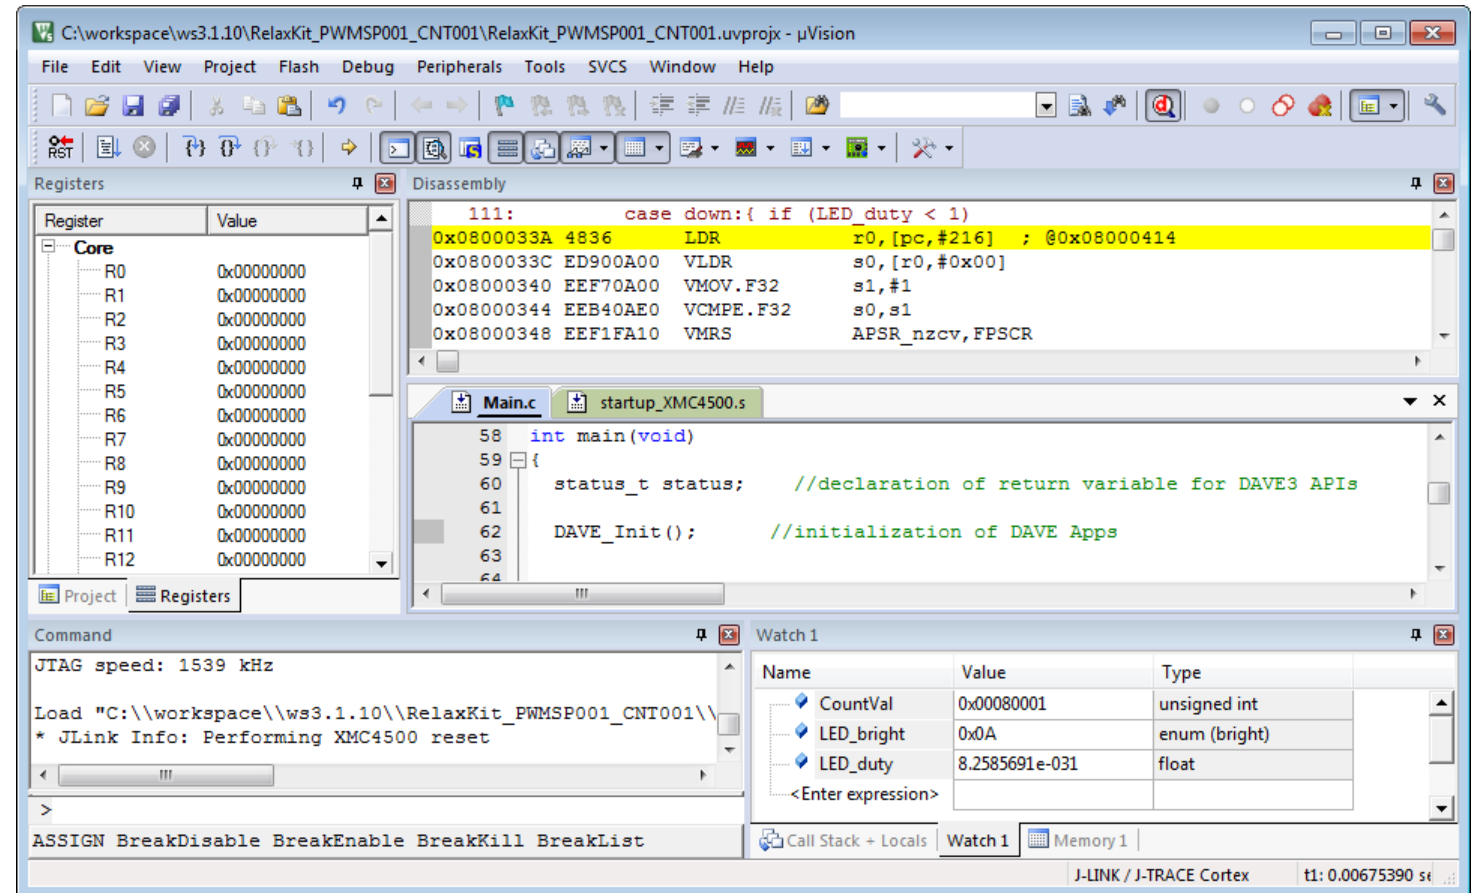 C:\workspace\ws3.1.10\RelaxKit_PWMSP001_CNT001\RelaxKit_PWMSP001_CNT001.uvprojx - µVision
File Edit View Project Flash Debug Peripherals Tools SVCS Window Help
RST
Registers
Register Value
Core
R0 0x00000000
R1 0x00000000
R2 0x00000000
R3 0x00000000
R4 0x00000000
R5 0x00000000
R6 0x00000000
R7 0x00000000
R8 0x00000000
R9 0x00000000
R10 0x00000000
R11 0x00000000
R12 0x00000000
Project Registers
Disassembly
111: case down:{ if (LED_duty < 1)
0x0800033A 4836 LDR r0,[pc,#216] ; @0x08000414
0x0800033C ED900A00 VLDR s0,[r0,#0x00]
0x08000340 EEF70A00 VMOV.F32 s1,#1
0x08000344 EEB40AE0 VCMPE.F32 s0,s1
0x08000348 EEF1FA10 VMRS APSR_nzcv,FPSCR
Main.c startup_XMC4500.s
58 int main(void)
59 {
60 status_t status; //declaration of return variable for DAVE3 APIs
61
62 DAVE_Init(); //initialization of DAVE Apps
63
64
Command
JTAG speed: 1539 kHz
Load "C:\\workspace\\ws3.1.10\\RelaxKit_PWMSP001_CNT001\\
* JLink Info: Performing XMC4500 reset
>
ASSIGN BreakDisable BreakEnable BreakKill BreakList
Watch 1
Name Value Type
CountVal 0x00080001 unsigned int
LED_bright 0x0A enum (bright)
LED_duty 8.2585691e-031 float
<Enter expression>
Call Stack + Locals Watch 1 Memory 1
J-LINK / J-TRACE Cortex t1: 0.00675390